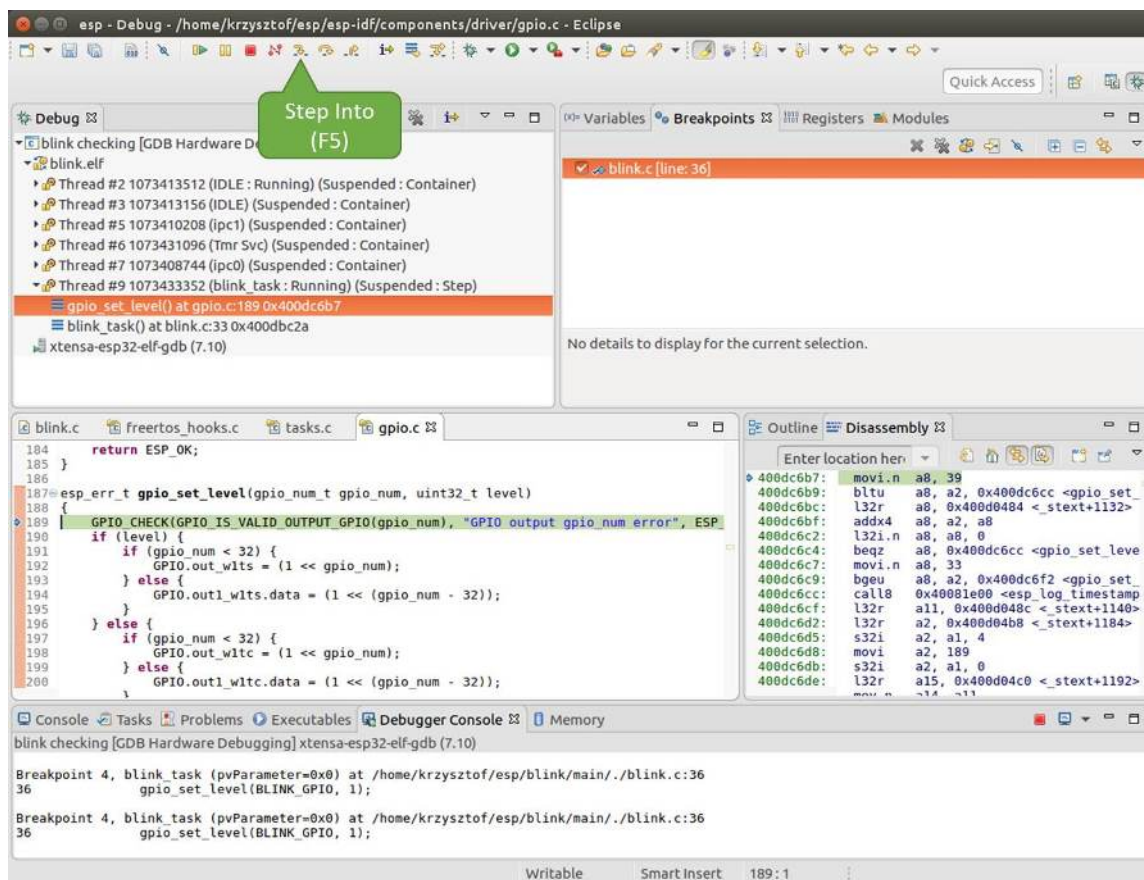 esp - Debug - /home/krzysztof/esp/esp-idf/components/driver/gpio.c - Eclipse
Quick Access
Step Into
(F5)
Debug
blink checking [GDB Hardware De
blink.elf
Thread #2 1073413512 (IDLE : Running) (Suspended : Container)
Thread #3 1073413156 (IDLE) (Suspended : Container)
Thread #5 1073410208 (ipc1) (Suspended : Container)
Thread #6 1073431096 (Tmr Svc) (Suspended : Container)
Thread #7 1073408744 (ipc0) (Suspended : Container)
Thread #9 1073433352 (blink_task : Running) (Suspended : Step)
gpio_set_level() at gpio.c:189 0x400dc6b7
blink_task() at blink.c:33 0x400dbc2a
xtensa-esp32-elf-gdb (7.10)
(x)= Variables Breakpoints Registers Modules
blink.c [line: 36]
No details to display for the current selection.
blink.c freertos_hooks.c tasks.c gpio.c
184 return ESP_OK;
185 }
186
187 esp_err_t gpio_set_level(gpio_num_t gpio_num, uint32_t level)
188 {
189 GPIO_CHECK(GPIO_IS_VALID_OUTPUT_GPIO(gpio_num), "GPIO output gpio_num error", ESP_
190 if (level) {
191 if (gpio_num < 32) {
192 GPIO.out_w1ts = (1 << gpio_num);
193 } else {
194 GPIO.out1_w1ts.data = (1 << (gpio_num - 32));
195 }
196 } else {
197 if (gpio_num < 32) {
198 GPIO.out_w1tc = (1 << gpio_num);
199 } else {
200 GPIO.out1_w1tc.data = (1 << (gpio_num - 32));
}
Outline Disassembly
Enter location her
400dc6b7: movi.n a8, 39
400dc6b9: bltu a8, a2, 0x400dc6cc <gpio_set_
400dc6bc: l32r a8, 0x400d0484 <_stext+1132>
400dc6bf: addx4 a8, a2, a8
400dc6c2: l32i.n a8, a8, 0
400dc6c4: beqz a8, 0x400dc6cc <gpio_set_leve
400dc6c7: movi.n a8, 33
400dc6c9: bgeu a8, a2, 0x400dc6f2 <gpio_set_
400dc6cc: call8 0x40081e00 <esp_log_timestamp
400dc6cf: l32r a11, 0x400d048c <_stext+1140>
400dc6d2: l32r a2, 0x400d04b8 <_stext+1184>
400dc6d5: s32i a2, a1, 4
400dc6d8: movi a2, 189
400dc6db: s32i a2, a1, 0
400dc6de: l32r a15, 0x400d04c0 <_stext+1192>
mov.n a14, a11
Console Tasks Problems Executables Debugger Console Memory
blink checking [GDB Hardware Debugging] xtensa-esp32-elf-gdb (7.10)
Breakpoint 4, blink_task (pvParameter=0x0) at /home/krzysztof/esp/blink/main/./blink.c:36
36 gpio_set_level(BLINK_GPIO, 1);
Breakpoint 4, blink_task (pvParameter=0x0) at /home/krzysztof/esp/blink/main/./blink.c:36
36 gpio_set_level(BLINK_GPIO, 1);
Writable Smart Insert 189 : 1